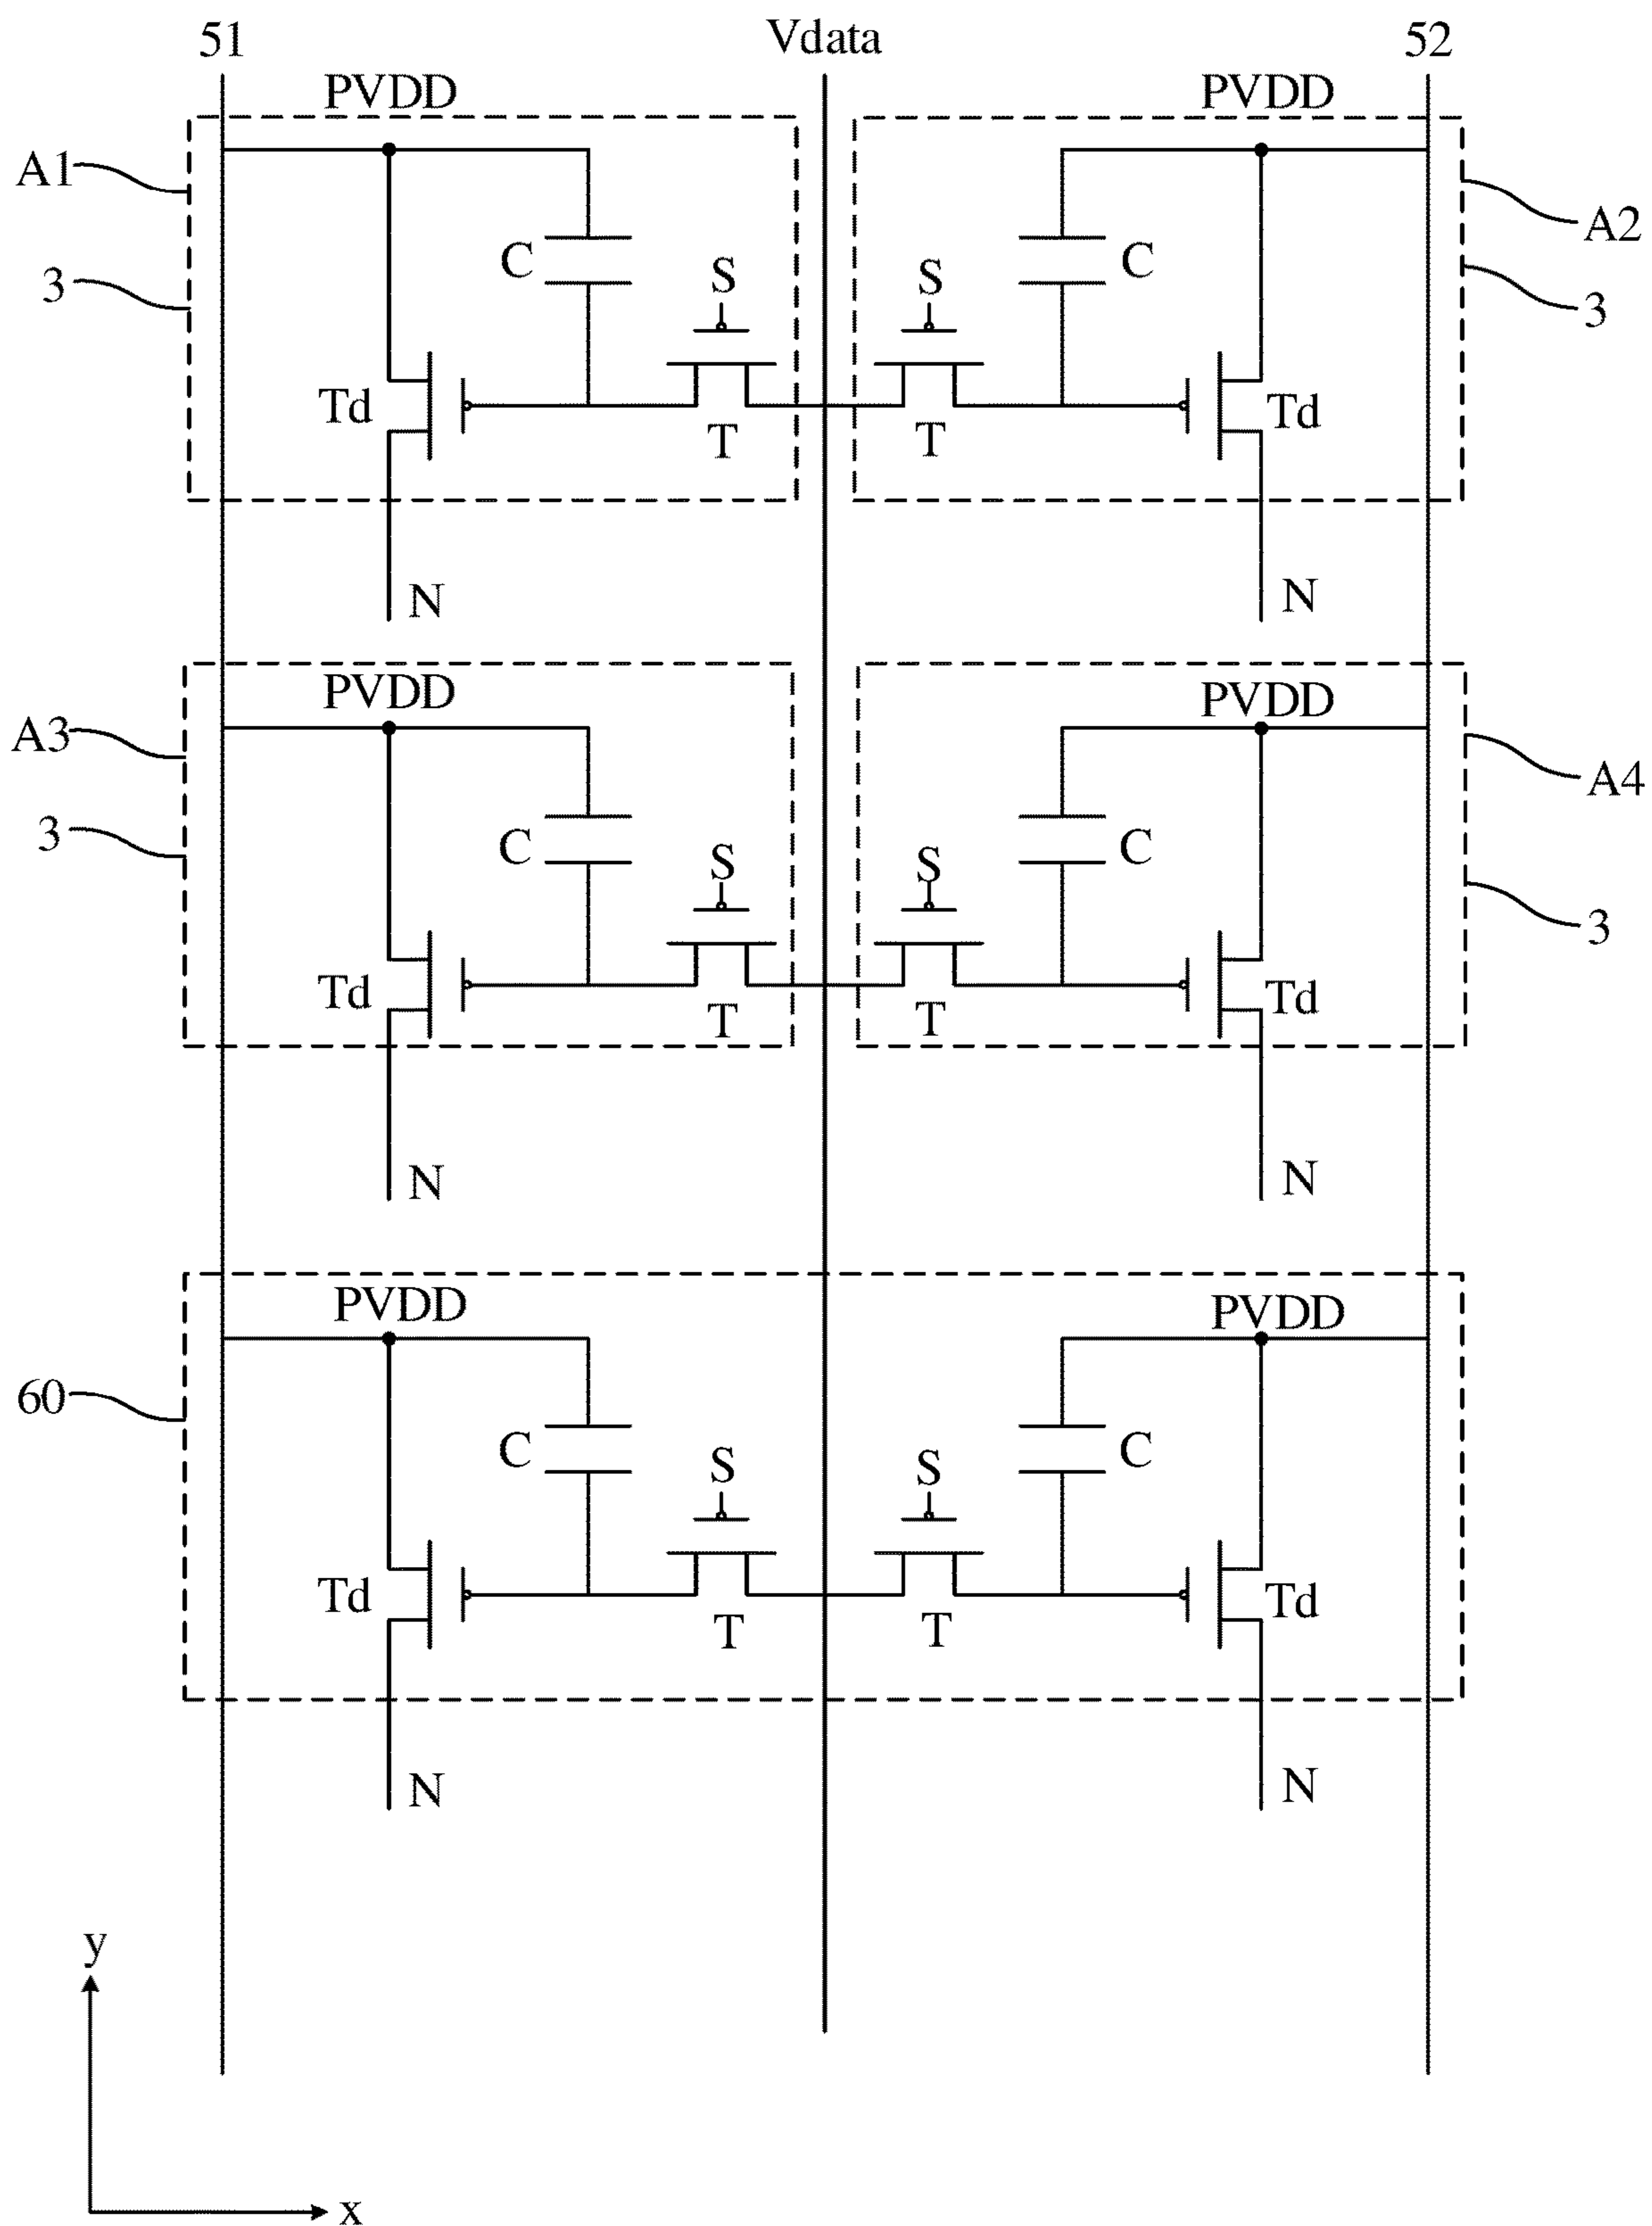 51 Vdata 52
PVDD PVDD
A1 A2
C S S C
3 3
Td T T Td
N N
PVDD PVDD
A3 A4
3 C S S C
3
Td T T Td
N N
PVDD PVDD
60
C S S C
Td T T Td
N N
y
x